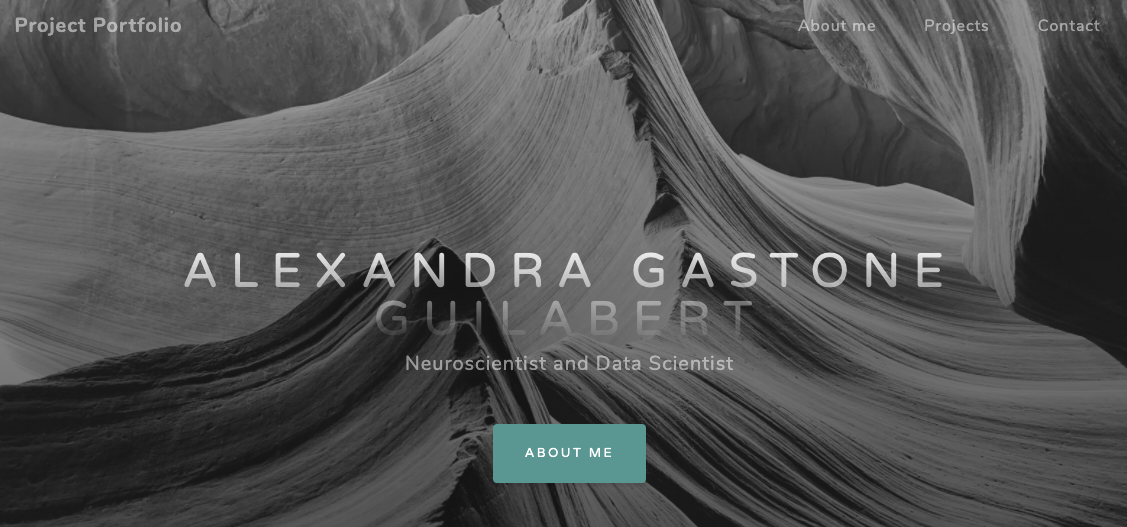 Project Portfolio
About me Projects Contact
ALEXANDRA GASTONE
GUILABERT
Neuroscientist and Data Scientist
ABOUT ME